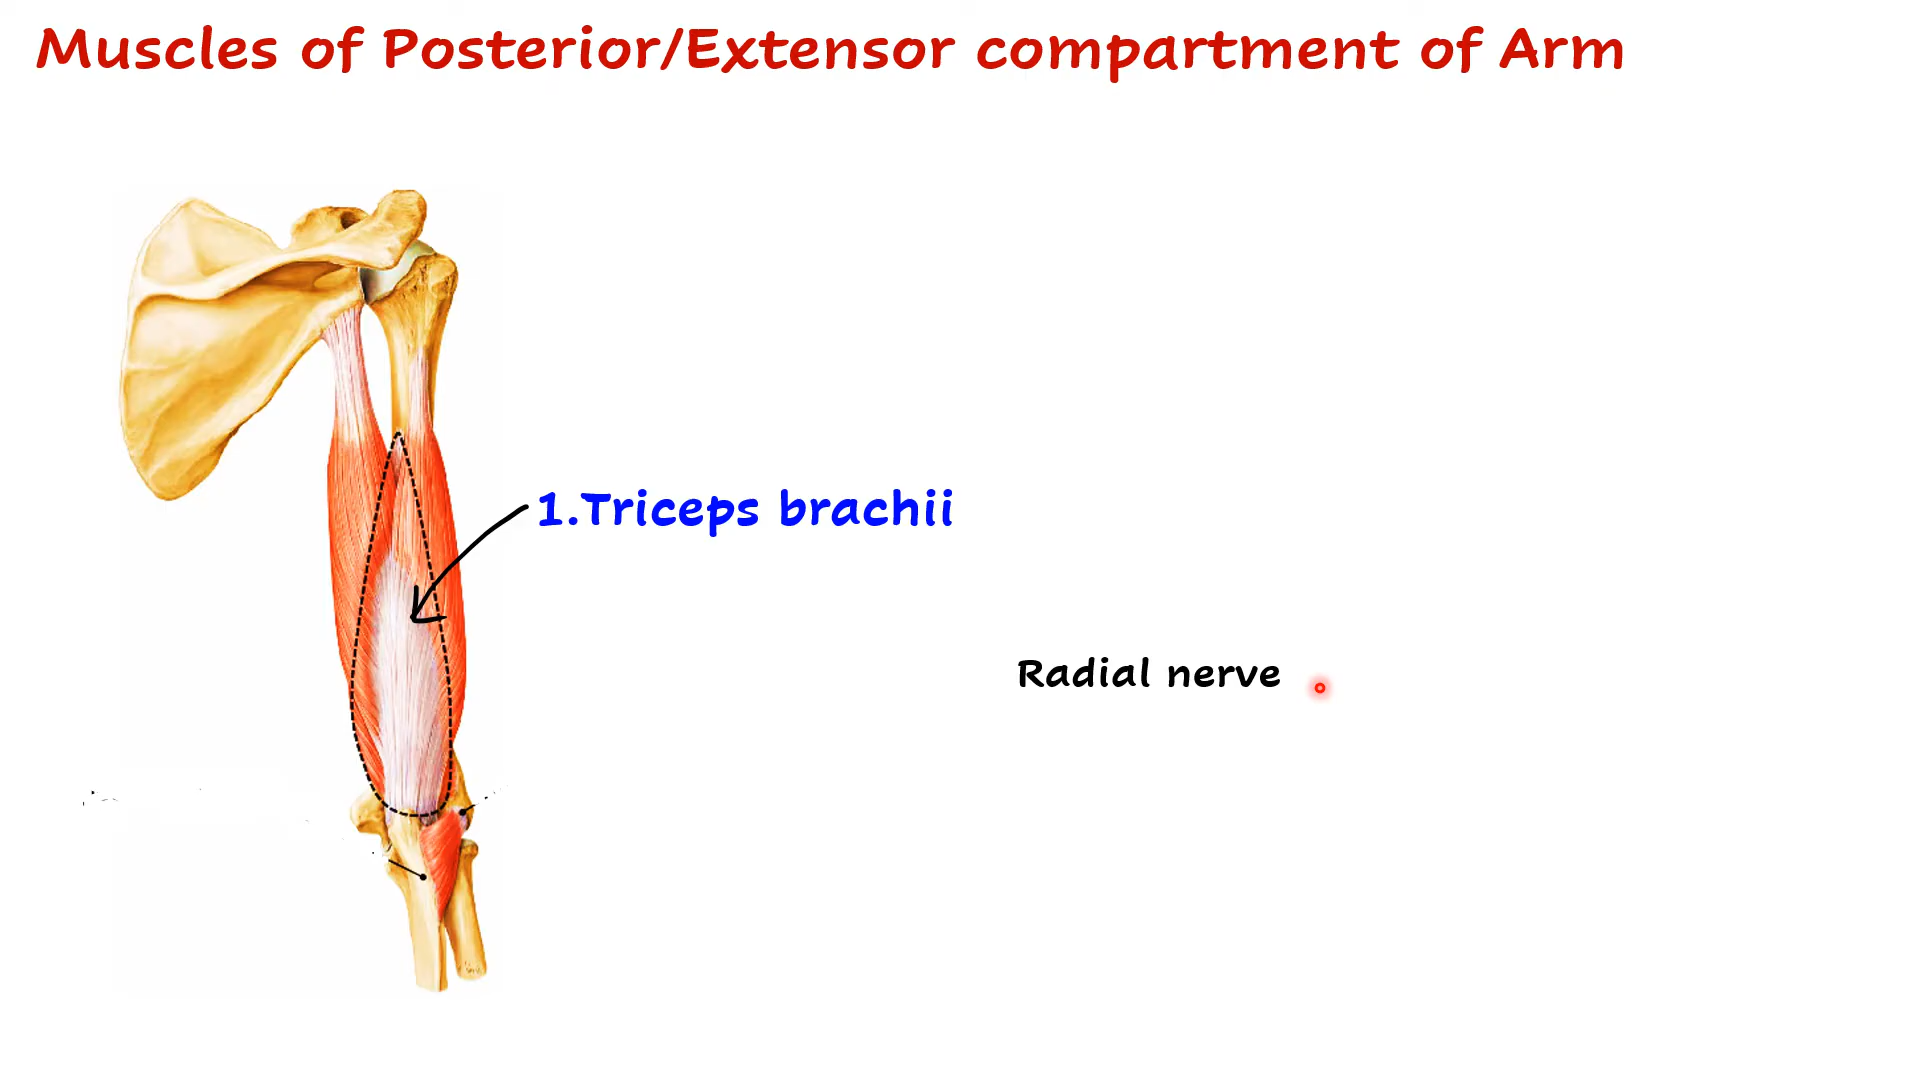 Muscles of Posterior/Extensor compartment of Arm
1.Triceps brachii
Radial nerve